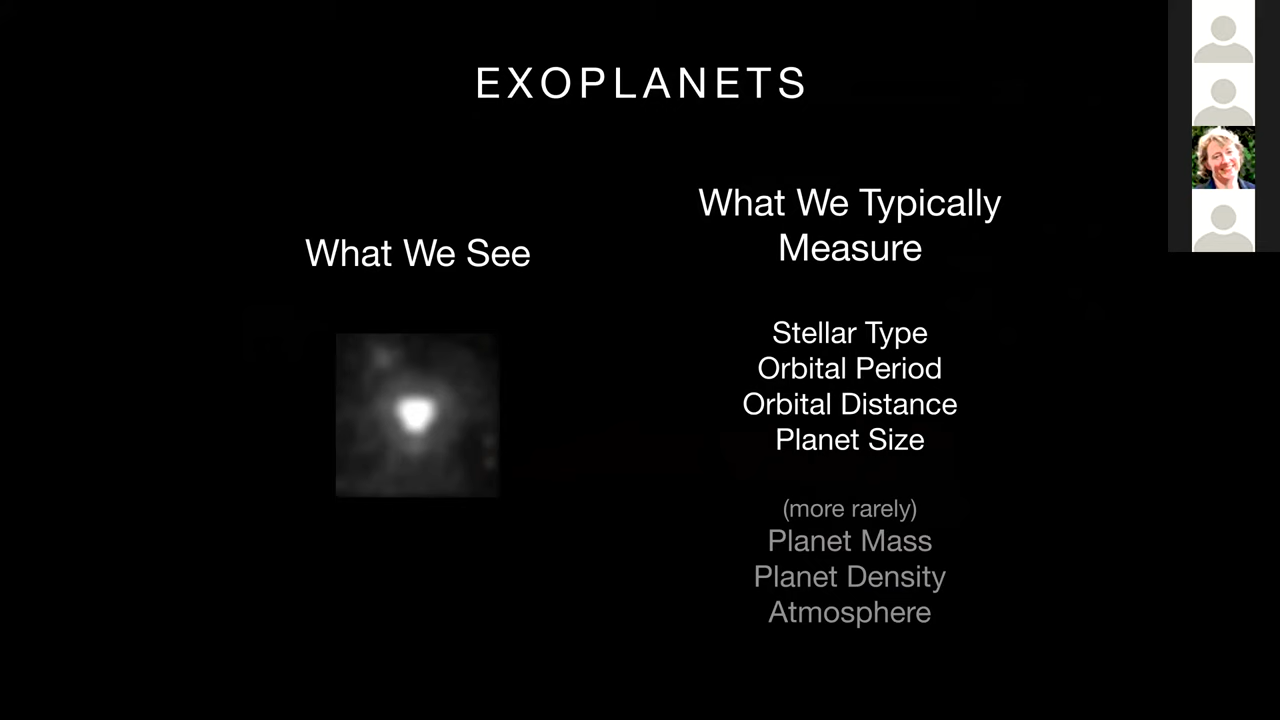 EXOPLANETS
What We See
What We Typically
Measure
Stellar Type
Orbital Period
Orbital Distance
Planet Size
(more rarely)
Planet Mass
Planet Density
Atmosphere